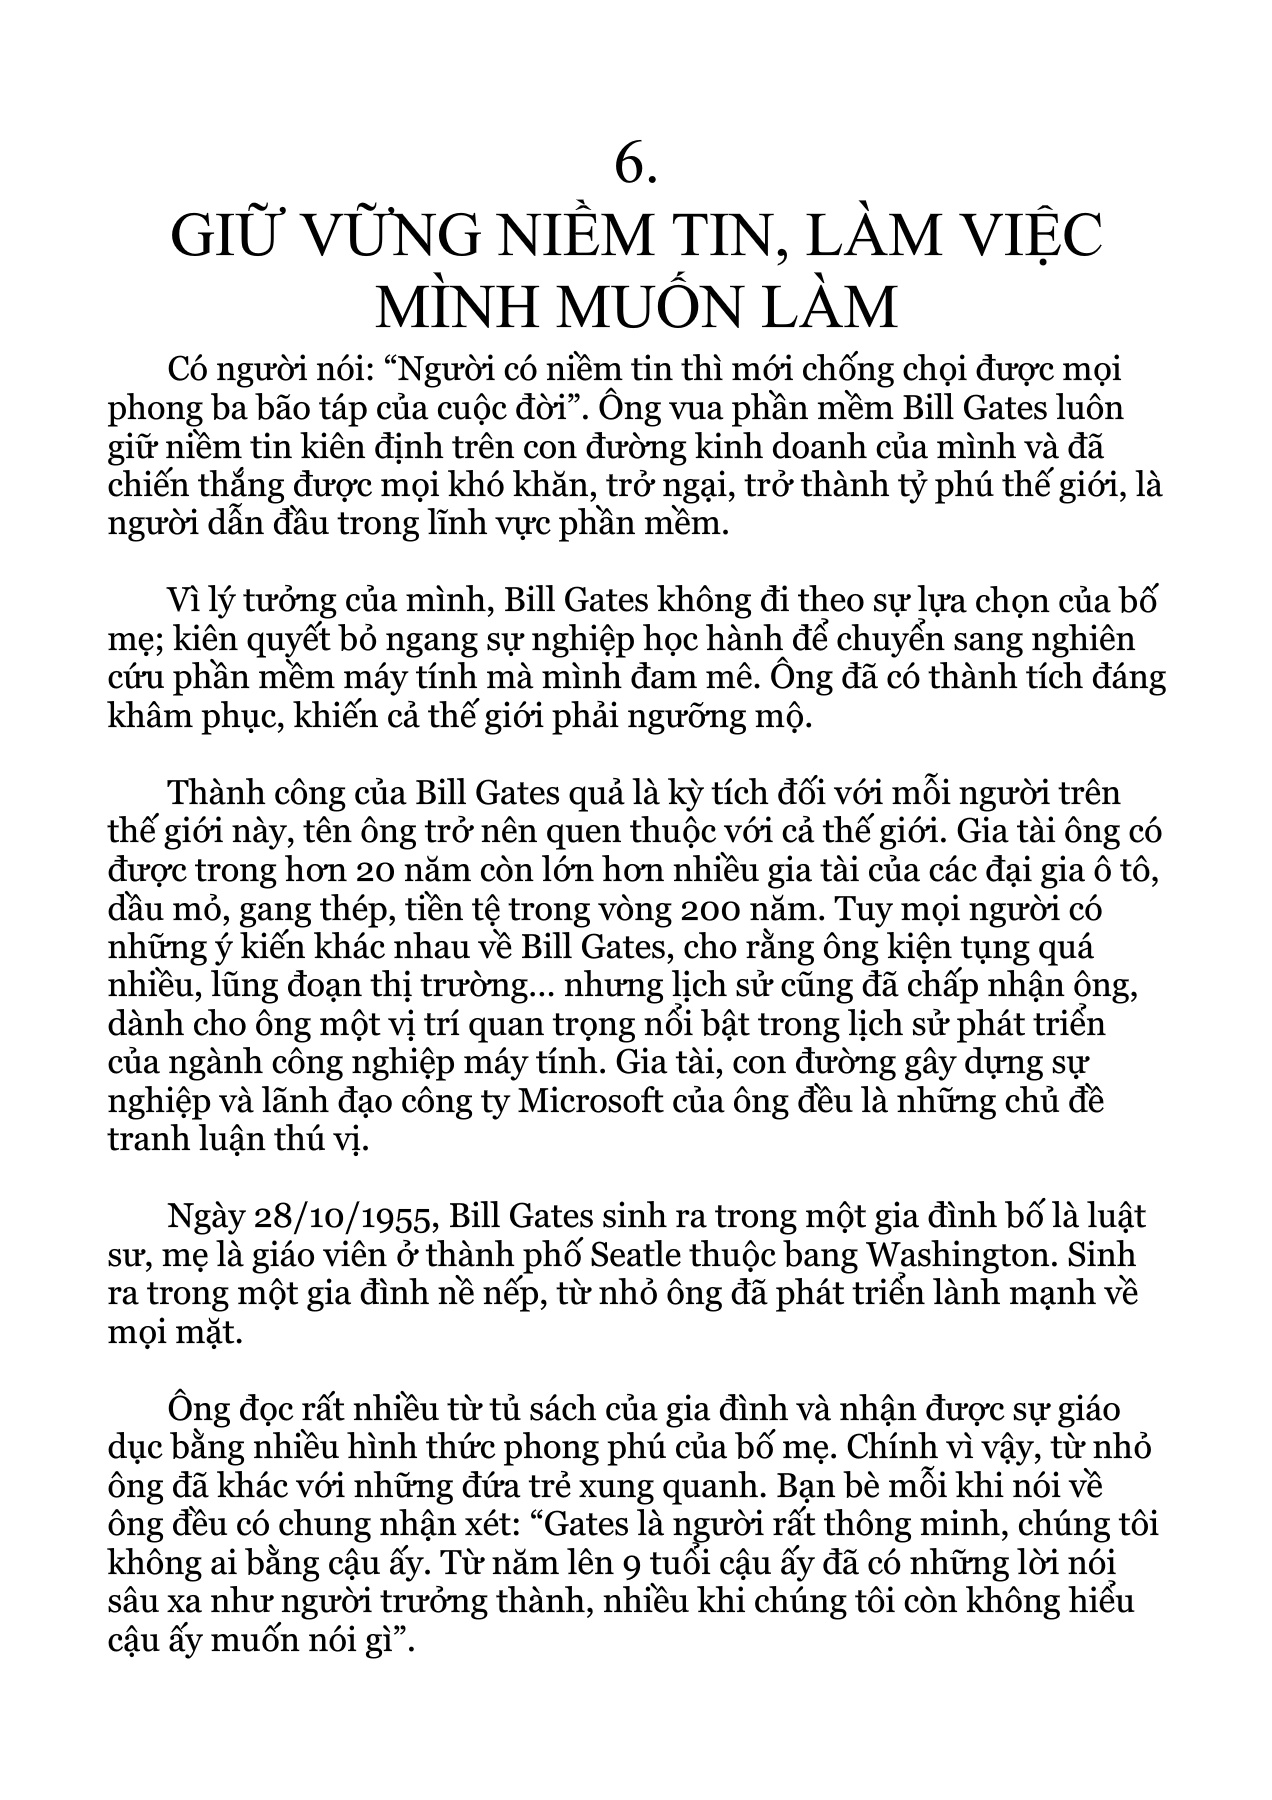 6.
GIỮ VỮNG NIỀM TIN, LÀM VIỆC
MÌNH MUỐN LÀM
Có người nói: “Người có niềm tin thì mới chống chọi được mọi
phong ba bão táp của cuộc đời”. Ông vua phần mềm Bill Gates luôn
giữ niềm tin kiên định trên con đường kinh doanh của mình và đã
chiến thắng được mọi khó khăn, trở ngại, trở thành tỷ phú thế giới, là
người dẫn đầu trong lĩnh vực phần mềm.
Vì lý tưởng của mình, Bill Gates không đi theo sự lựa chọn của bố
mẹ; kiên quyết bỏ ngang sự nghiệp học hành để chuyển sang nghiên
cứu phần mềm máy tính mà mình đam mê. Ông đã có thành tích đáng
khâm phục, khiến cả thế giới phải ngưỡng mộ.
Thành công của Bill Gates quả là kỳ tích đối với mỗi người trên
thế giới này, tên ông trở nên quen thuộc với cả thế giới. Gia tài ông có
được trong hơn 20 năm còn lớn hơn nhiều gia tài của các đại gia ô tô,
dầu mỏ, gang thép, tiền tệ trong vòng 200 năm. Tuy mọi người có
những ý kiến khác nhau về Bill Gates, cho rằng ông kiện tụng quá
nhiều, lũng đoạn thị trường... nhưng lịch sử cũng đã chấp nhận ông,
dành cho ông một vị trí quan trọng nổi bật trong lịch sử phát triển
của ngành công nghiệp máy tính. Gia tài, con đường gây dựng sự
nghiệp và lãnh đạo công ty Microsoft của ông đều là những chủ đề
tranh luận thú vị.
Ngày 28/10/1955, Bill Gates sinh ra trong một gia đình bố là luật
sư, mẹ là giáo viên ở thành phố Seatle thuộc bang Washington. Sinh
ra trong một gia đình nề nếp, từ nhỏ ông đã phát triển lành mạnh về
mọi mặt.
Ông đọc rất nhiều từ tủ sách của gia đình và nhận được sự giáo
dục bằng nhiều hình thức phong phú của bố mẹ. Chính vì vậy, từ nhỏ
ông đã khác với những đứa trẻ xung quanh. Bạn bè mỗi khi nói về
ông đều có chung nhận xét: “Gates là người rất thông minh, chúng tôi
không ai bằng cậu ấy. Từ năm lên 9 tuổi cậu ấy đã có những lời nói
sâu xa như người trưởng thành, nhiều khi chúng tôi còn không hiểu
cậu ấy muốn nói gì”.